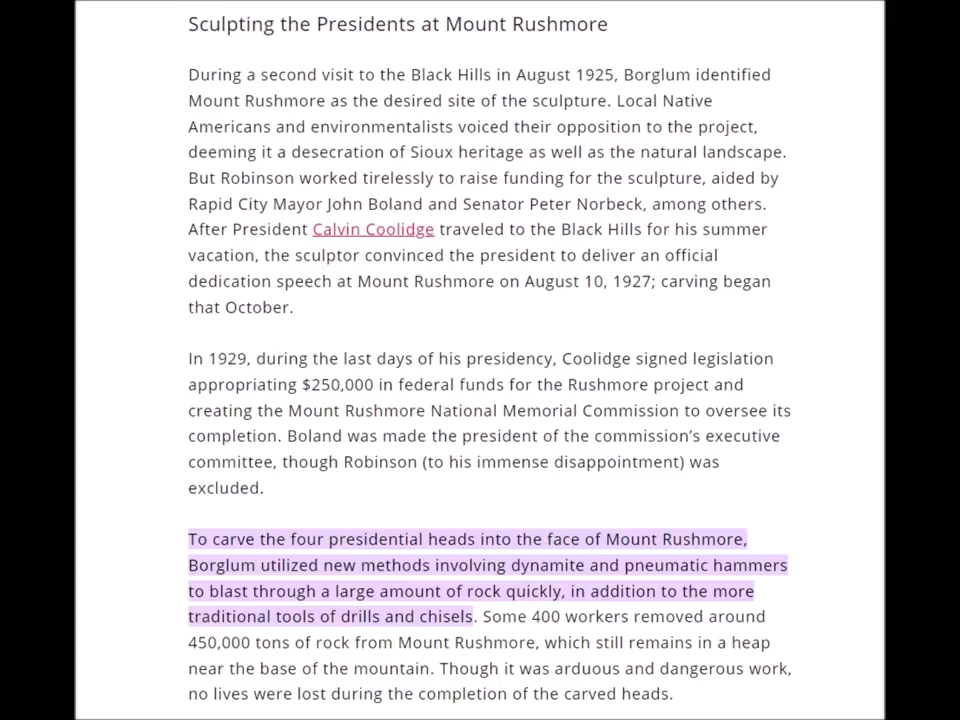 Sculpting the Presidents at Mount Rushmore
During a second visit to the Black Hills in August 1925, Borglum identified
Mount Rushmore as the desired site of the sculpture. Local Native
Americans and environmentalists voiced their opposition to the project,
deeming it a desecration of Sioux heritage as well as the natural landscape.
But Robinson worked tirelessly to raise funding for the sculpture, aided by
Rapid City Mayor John Boland and Senator Peter Norbeck, among others.
After President Calvin Coolidge traveled to the Black Hills for his summer
vacation, the sculptor convinced the president to deliver an official
dedication speech at Mount Rushmore on August 10, 1927; carving began
that October.
In 1929, during the last days of his presidency, Coolidge signed legislation
appropriating $250,000 in federal funds for the Rushmore project and
creating the Mount Rushmore National Memorial Commission to oversee its
completion. Boland was made the president of the commission’s executive
committee, though Robinson (to his immense disappointment) was
excluded.
To carve the four presidential heads into the face of Mount Rushmore,
Borglum utilized new methods involving dynamite and pneumatic hammers
to blast through a large amount of rock quickly, in addition to the more
traditional tools of drills and chisels. Some 400 workers removed around
450,000 tons of rock from Mount Rushmore, which still remains in a heap
near the base of the mountain. Though it was arduous and dangerous work,
no lives were lost during the completion of the carved heads.